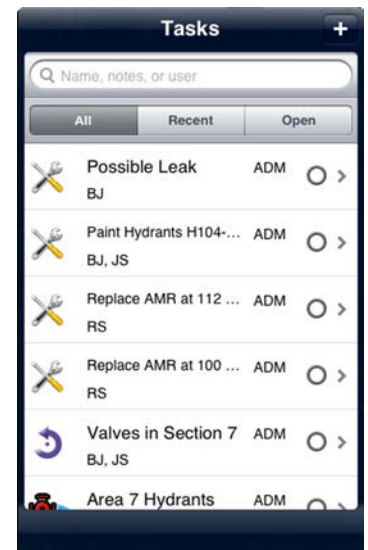 Tasks +
Name, notes, or user
All Recent Open
Possible Leak ADM
BJ
Paint Hydrants H104-... ADM
BJ, JS
Replace AMR at 112 ... ADM
RS
Replace AMR at 100 ... ADM
RS
Valves in Section 7 ADM
BJ, JS
Area 7 Hydrants ADM